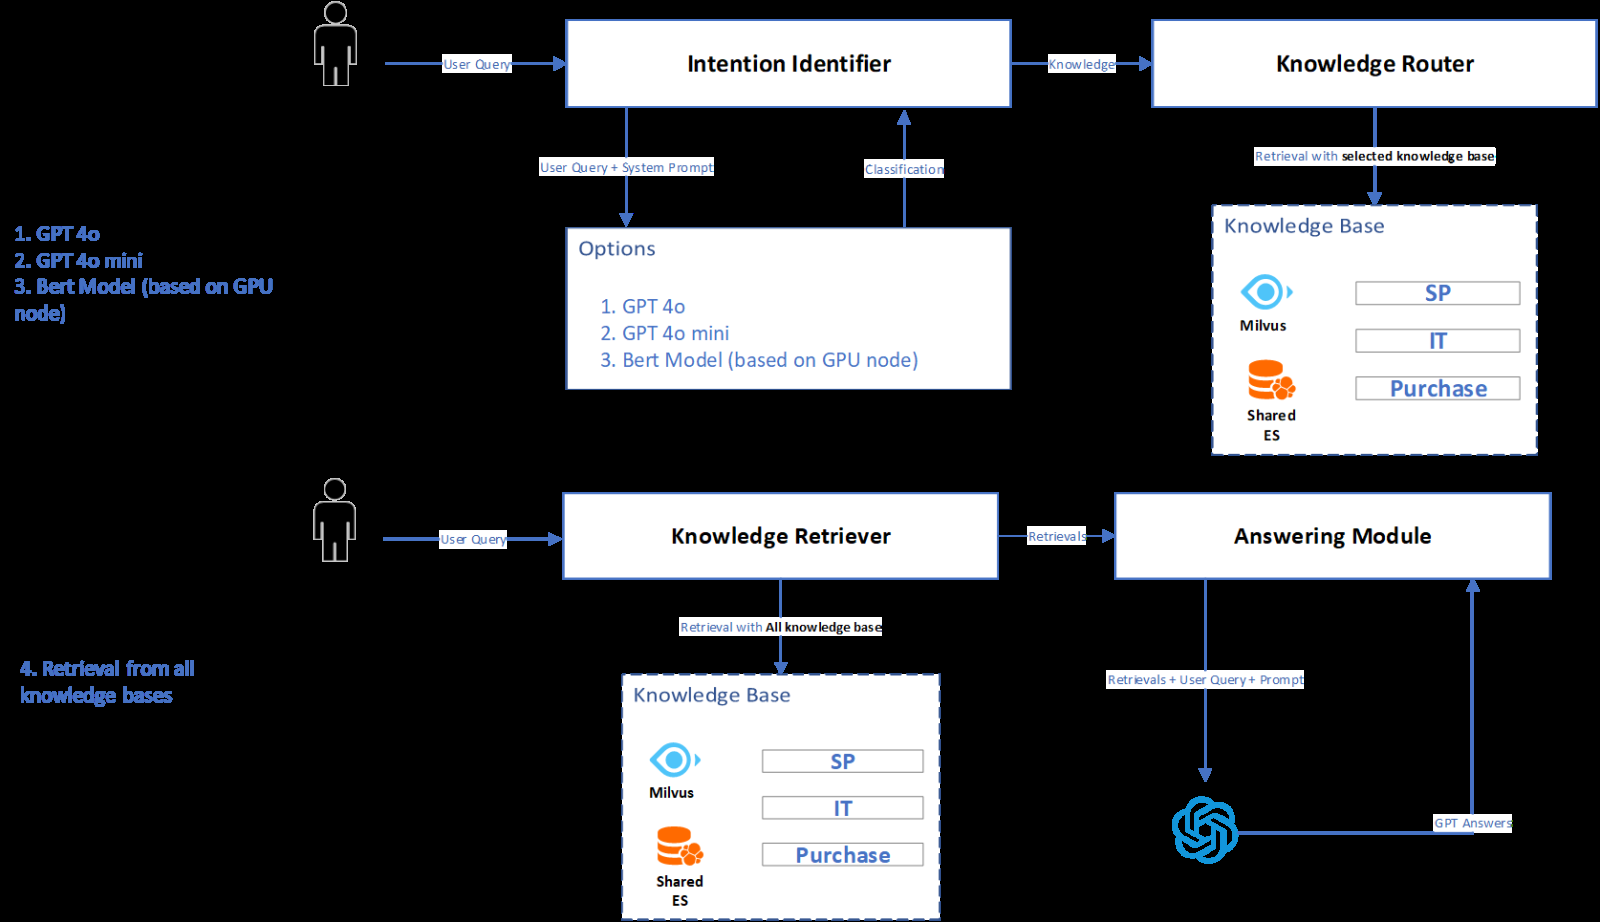 User Query
Intention Identifier
Knowledge
Knowledge Router
User Query + System Prompt
Classification
Retrieval with selected knowledge base
1. GPT 4o
2. GPT 4o mini
3. Bert Model (based on GPU
node)
Options
1. GPT 4o
2. GPT 4o mini
3. Bert Model (based on GPU node)
Knowledge Base
Milvus
SP
IT
Shared
ES
Purchase
User Query
Knowledge Retriever
Retrievals
Answering Module
Retrieval with All knowledge base
4. Retrieval from all
knowledge bases
Retrievals + User Query + Prompt
Knowledge Base
Milvus
SP
IT
Shared
ES
Purchase
GPT Answers